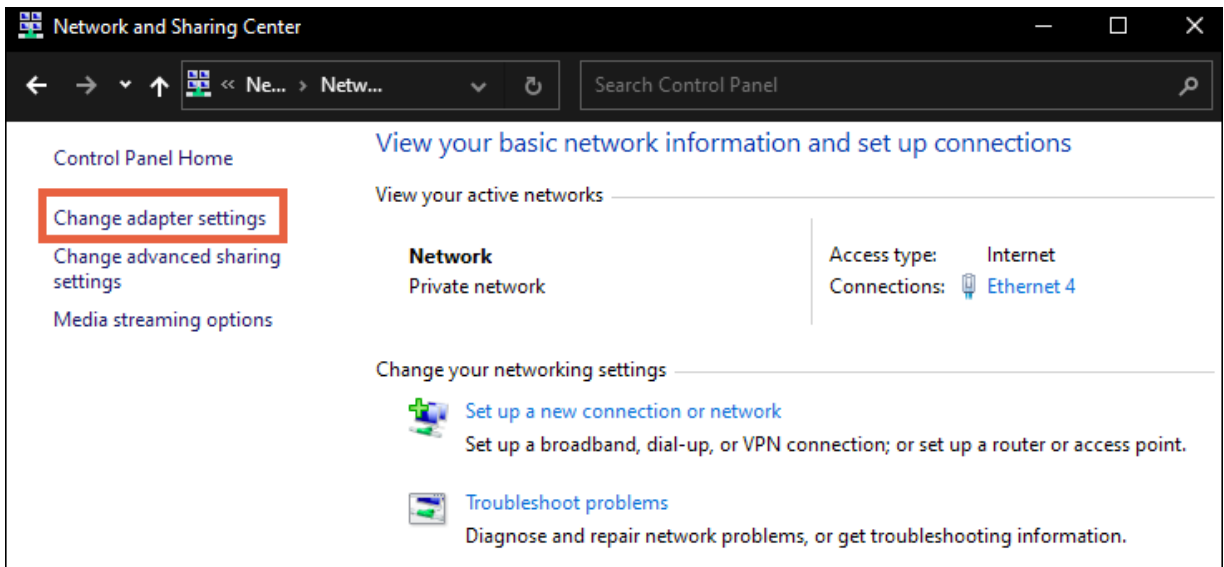 Network and Sharing Center
« Ne... › Netw...
Search Control Panel
Control Panel Home
Change adapter settings
Change advanced sharing
settings
Media streaming options
View your basic network information and set up connections
View your active networks
Network
Private network
Access type: Internet
Connections: Ethernet 4
Change your networking settings
Set up a new connection or network
Set up a broadband, dial-up, or VPN connection; or set up a router or access point.
Troubleshoot problems
Diagnose and repair network problems, or get troubleshooting information.